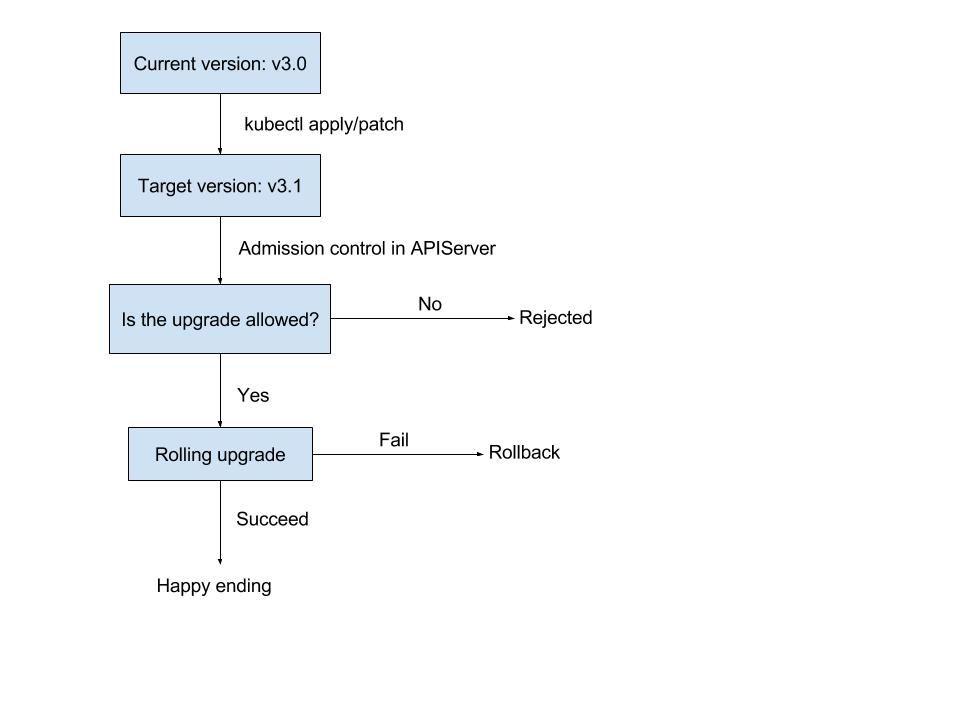 Current version: v3.0
kubectl apply/patch
Target version: v3.1
Admission control in APIServer
Is the upgrade allowed?
No
Rejected
Yes
Rolling upgrade
Fail
Rollback
Succeed
Happy ending